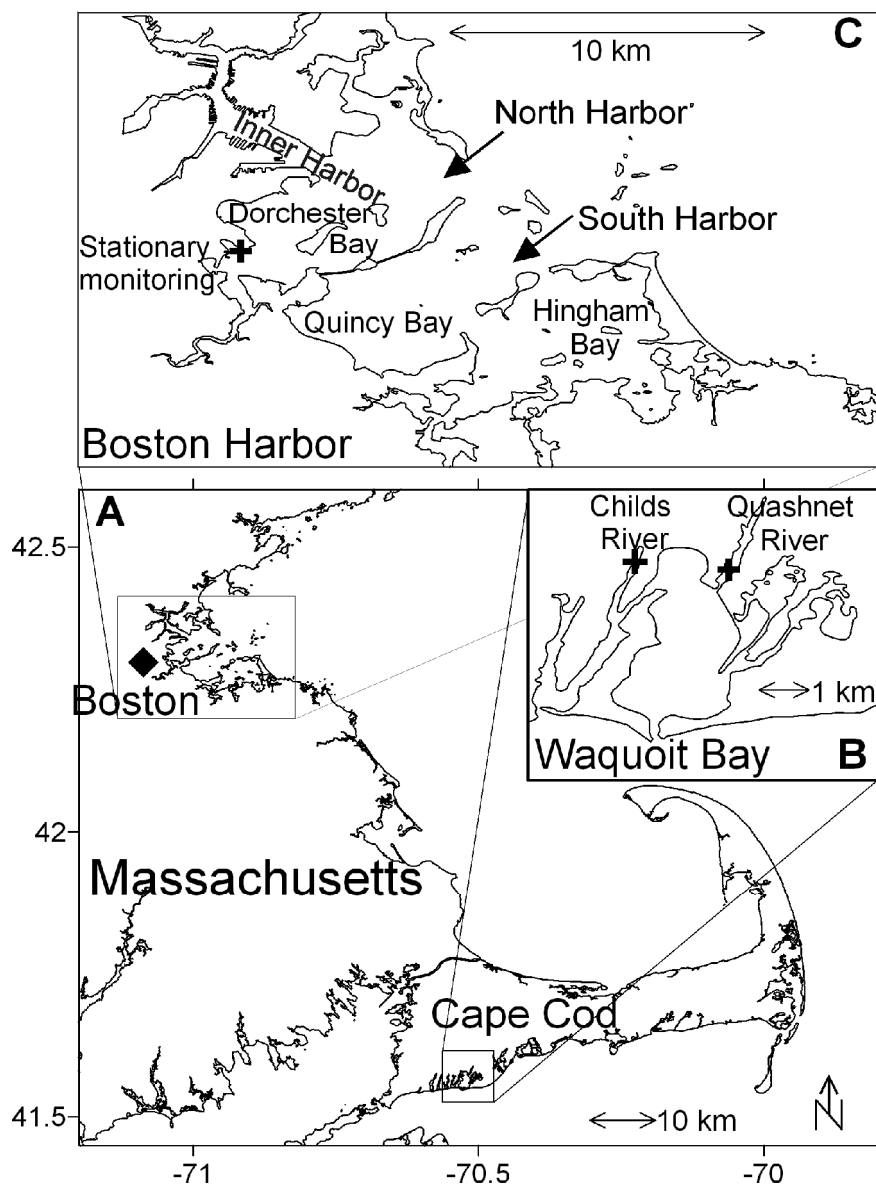 C
10 km
North Harbor
Inner Harbor
South Harbor
Dorchester
Bay
Stationary
monitoring
Hingham
Bay
Quincy Bay
Boston Harbor
A
Childs
River
Quashnet
River
42.5
1 km
Boston
Waquoit Bay
B
42
Massachusetts
Cape Cod
10 km
N
41.5
-71
-70.5
-70